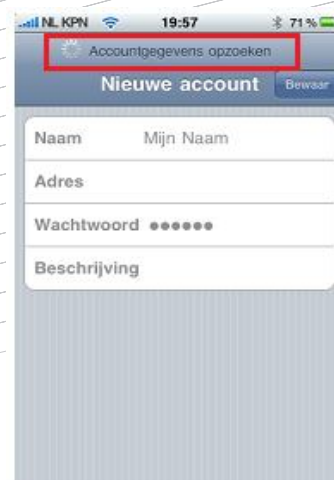 NL KPN 19:57 71%
Accountgegevens opzoeken
Nieuwe account Bewaar
Naam Mijn Naam
Adres
Wachtwoord ••••••
Beschrijving